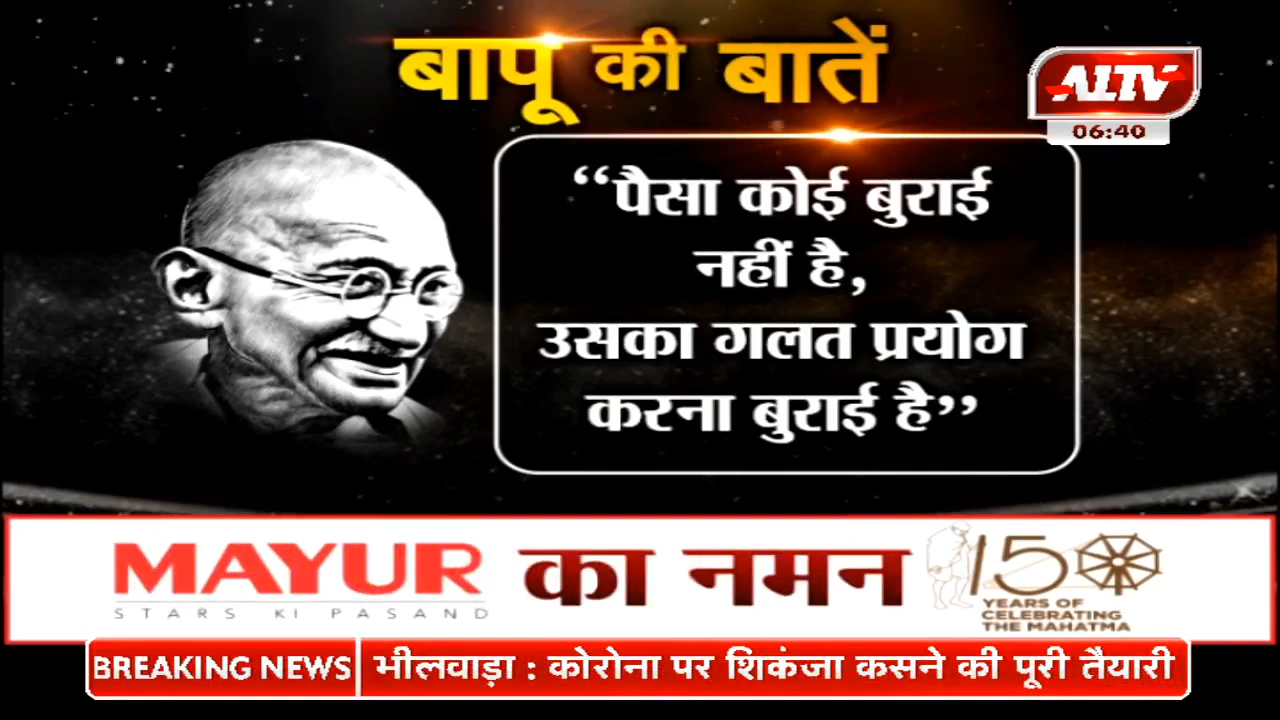 बापू की बातें
A1TV
06:40
“पैसा कोई बुराई
नहीं है,
उसका गलत प्रयोग
करना बुराई है”
MAYUR का नमन
STARS KI PASAND
150
YEARS OF
CELEBRATING
THE MAHATMA
BREAKING NEWS भीलवाड़ा : कोरोना पर शिकंजा कसने की पूरी तैयारी